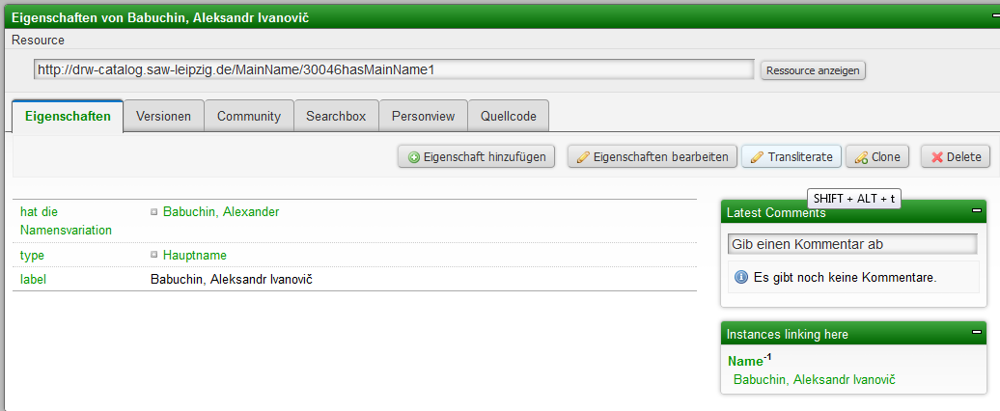 Eigenschaften von Babuchin, Aleksandr Ivanovič
Resource
http://drw-catalog.saw-leipzig.de/MainName/30046hasMainName1 Ressource anzeigen
Eigenschaften Versionen Community Searchbox Personview Quellcode
Eigenschaft hinzufügen Eigenschaften bearbeiten Transliterate Clone Delete
SHIFT + ALT + t
hat die Namensvariation Babuchin, Alexander
type Hauptname
label Babuchin, Aleksandr Ivanovič
Latest Comments
Gib einen Kommentar ab
Es gibt noch keine Kommentare.
Instances linking here
Name-1
Babuchin, Aleksandr Ivanovič